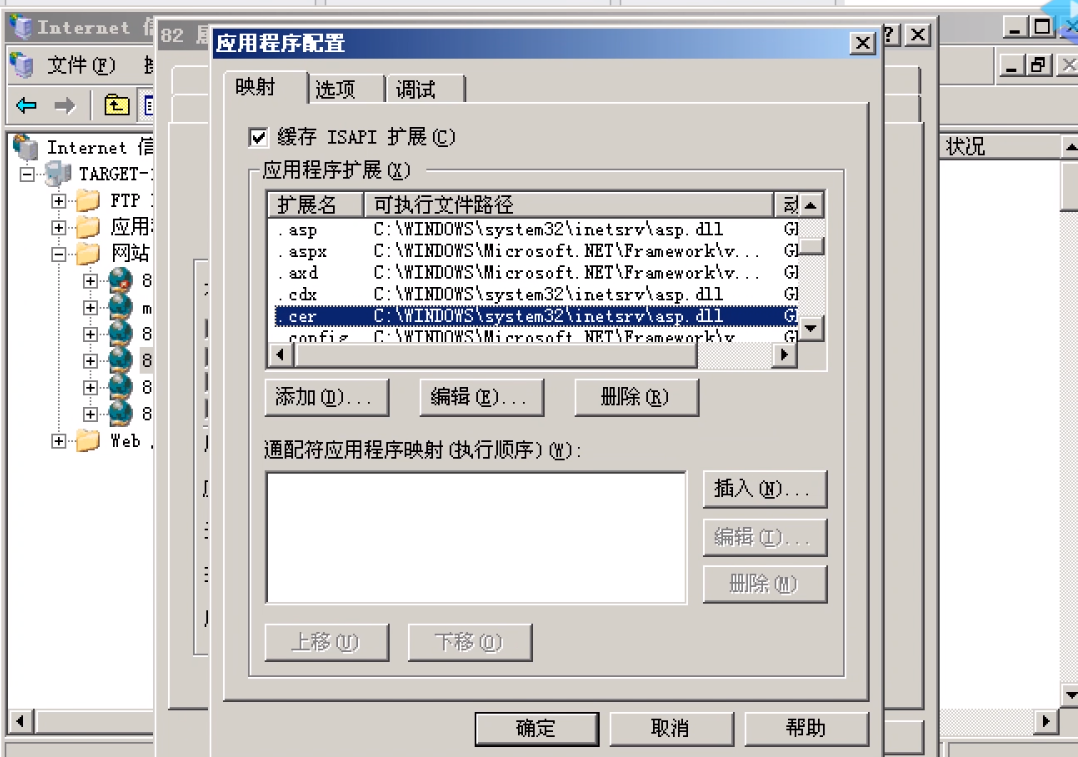 Internet 信
82 属
应用程序配置
文件(F)
映射
选项
调试
缓存 ISAPI 扩展(C)
Internet 信
状况
应用程序扩展(X)
TARGET-
扩展名
可执行文件路径
动
FTP
.asp C:\WINDOWS\system32\inetsrv\asp.dll GI
应用
.aspx C:\WINDOWS\Microsoft.NET\Framework\v... GI
网站
.axd C:\WINDOWS\Microsoft.NET\Framework\v... GI
8
.cdx C:\WINDOWS\system32\inetsrv\asp.dll GI
m
.cer C:\WINDOWS\system32\inetsrv\asp.dll GI
8
.config C:\WINDOWS\Microsoft.NET\Framework\v
8
8
添加(D)...
编辑(E)...
删除(R)
8
Web
通配符应用程序映射(执行顺序)(W):
插入(N)...
编辑(I)...
删除(M)
上移(U)
下移(O)
确定
取消
帮助